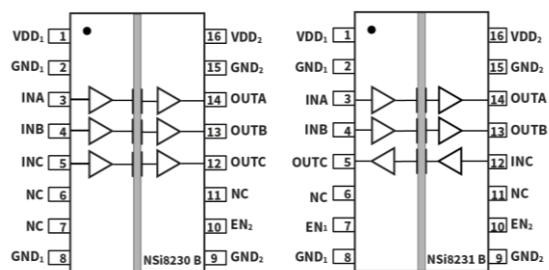 VDD₁ 1 16 VDD₂
GND₁ 2 15 GND₂
INA 3 14 OUTA
INB 4 13 OUTB
INC 5 12 OUTC
NC 6 11 NC
NC 7 10 EN₂
GND₁ 8 9 GND₂
NSi8230 B
VDD₁ 1 16 VDD₂
GND₁ 2 15 GND₂
INA 3 14 OUTA
INB 4 13 OUTB
OUTC 5 12 INC
NC 6 11 NC
EN₁ 7 10 EN₂
GND₁ 8 9 GND₂
NSi8231 B